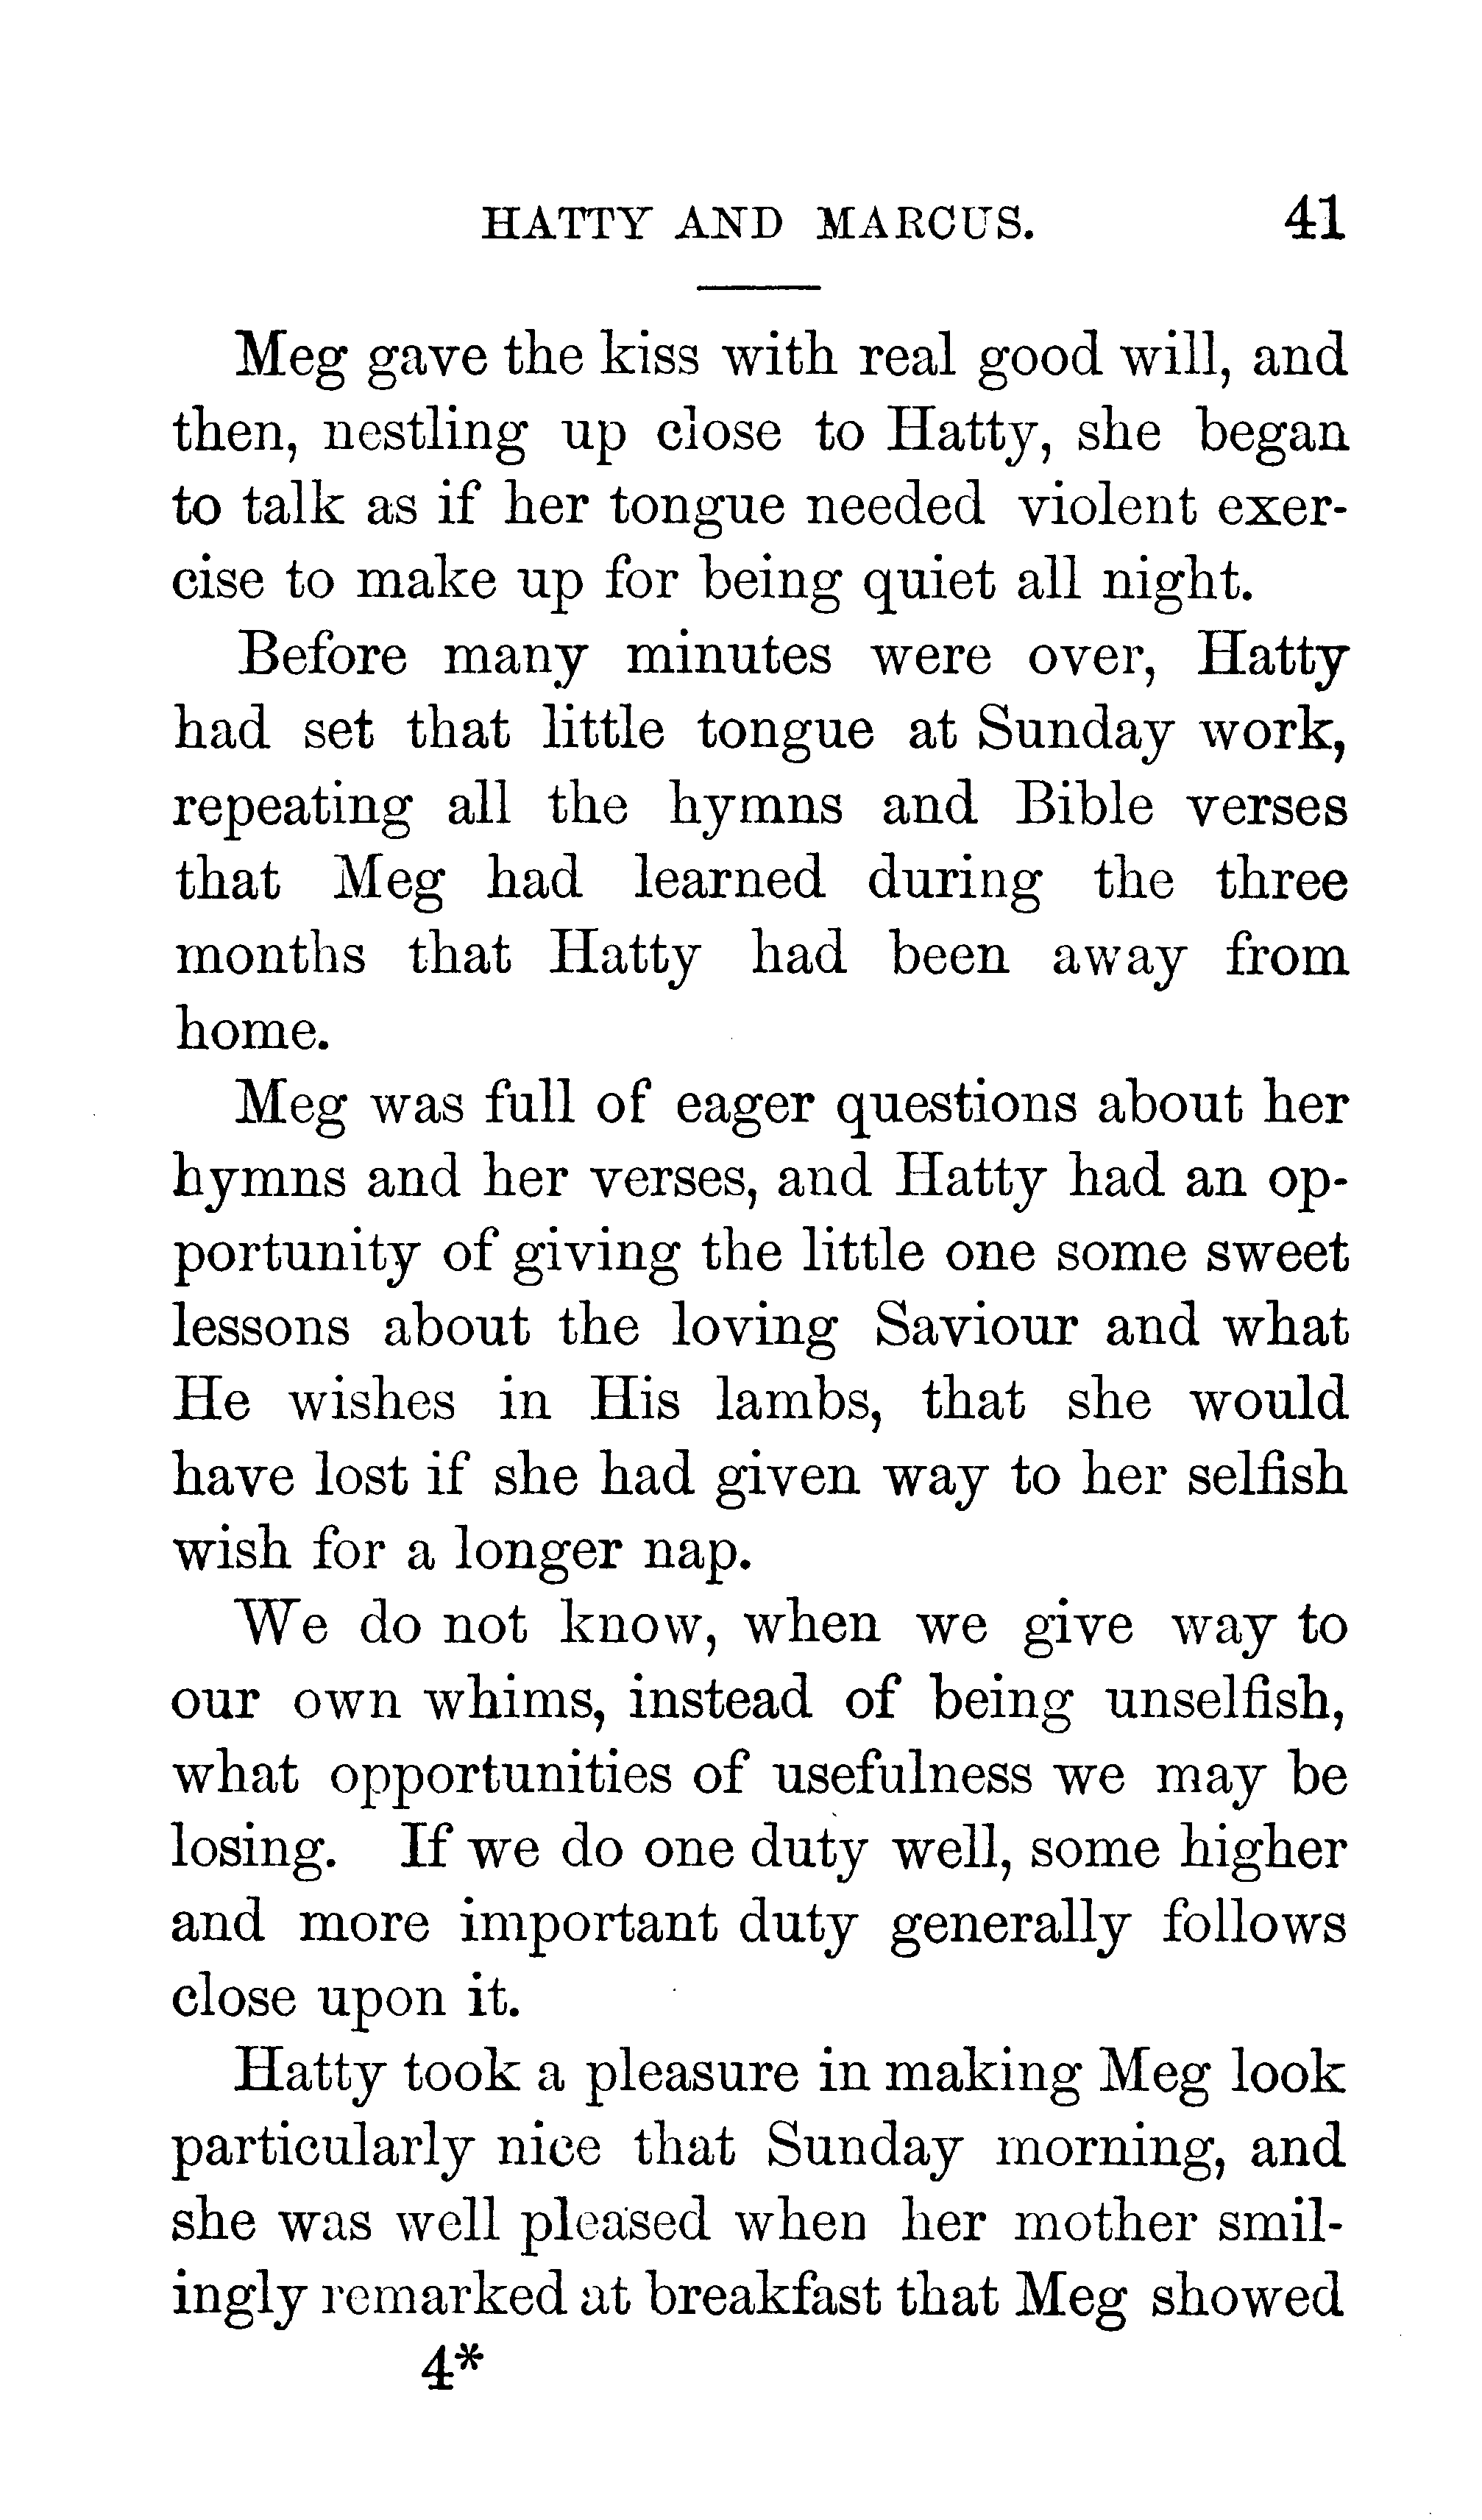 HATTY AND MARCUS. 41
Meg gave the kiss with real good will, and
then, nestling up close to Hatty, she began
to talk as if her tongue needed violent exer-
cise to make up for being quiet all night.
Before many minutes were over, Hatty
had set that little tongue at Sunday work,
repeating all the hymns and Bible verses
that Meg had learned during the three
months that Hatty had been away from
home.
Meg was full of eager questions about her
hymns and her verses, and Hatty had an op-
portunity of giving the little one some sweet
lessons about the loving Saviour and what
He wishes in His lambs, that she would
have lost if she had given way to her selfish
wish for a longer nap.
We do not know, when we give way to
our own whims, instead of being unselfish,
what opportunities of usefulness we may be
losing. If we do one duty well, some higher
and more important duty generally follows
close upon it.
Hatty took a pleasure in making Meg look
particularly nice that Sunday morning, and
she was well pleased when her mother smil-
ingly remarked at breakfast that Meg showed
4*